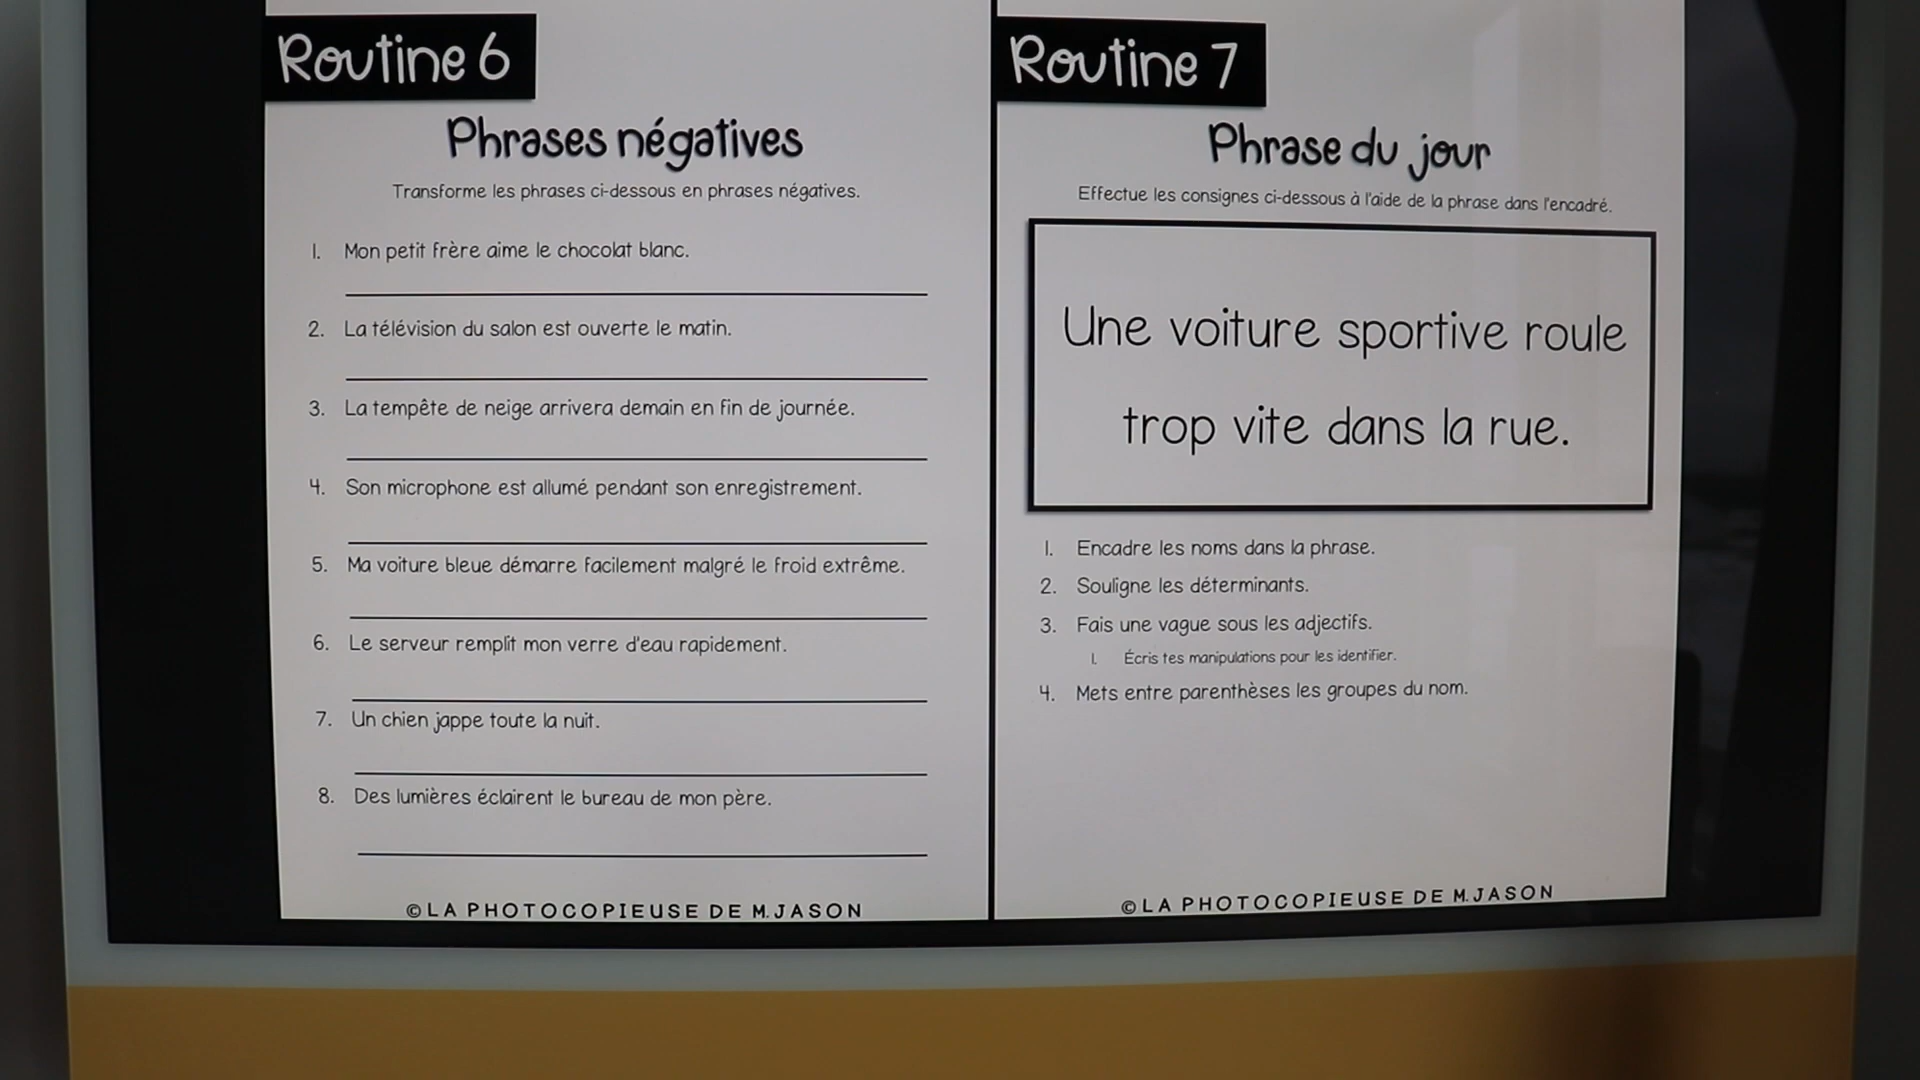 Routine 6
Phrases négatives
Transforme les phrases ci-dessous en phrases négatives.
1. Mon petit frère aime le chocolat blanc.
2. La télévision du salon est ouverte le matin.
3. La tempête de neige arrivera demain en fin de journée.
4. Son microphone est allumé pendant son enregistrement.
5. Ma voiture bleue démarre facilement malgré le froid extrême.
6. Le serveur remplit mon verre d'eau rapidement.
7. Un chien jappe toute la nuit.
8. Des lumières éclairent le bureau de mon père.
©LA PHOTOCOPIEUSE DE M.JASON
Routine 7
Phrase du jour
Effectue les consignes ci-dessous à l'aide de la phrase dans l'encadré.
Une voiture sportive roule
trop vite dans la rue.
1. Encadre les noms dans la phrase.
2. Souligne les déterminants.
3. Fais une vague sous les adjectifs.
1. Écris tes manipulations pour les identifier.
4. Mets entre parenthèses les groupes du nom.
©LA PHOTOCOPIEUSE DE M.JASON